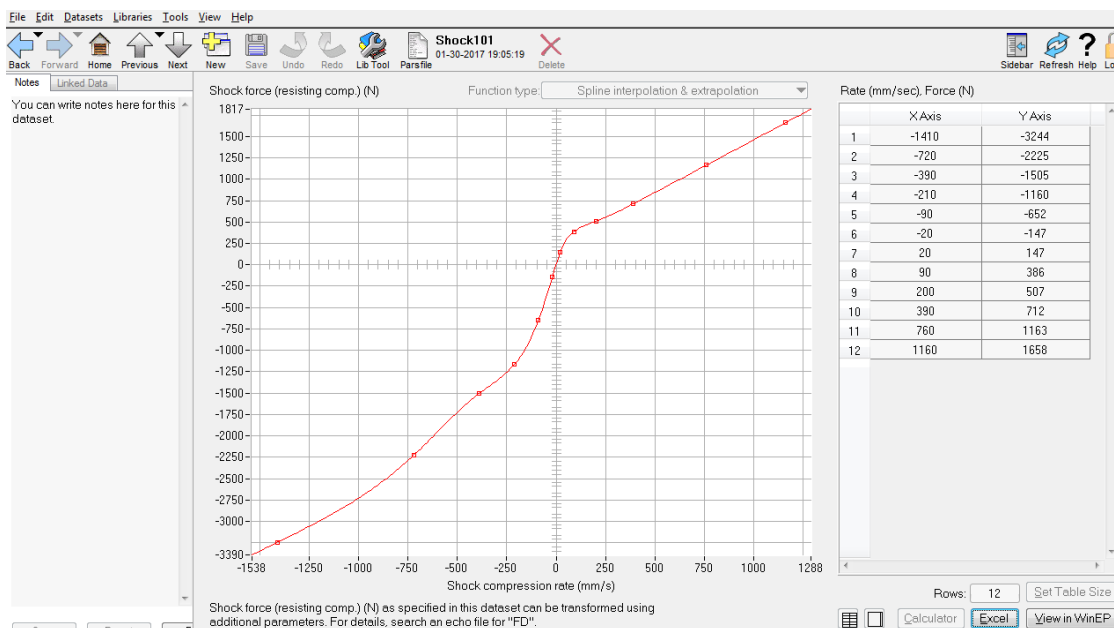 File Edit Datasets Libraries Tools View Help
Back Forward Home Previous Next New Save Undo Redo Lib Tool Parsfile Shock101 01-30-2017 19:05:19 Delete Sidebar Refresh Help
Notes Linked Data
You can write notes here for this
dataset.
Shock force (resisting comp.) (N) Function type: Spline interpolation & extrapolation
1817
1500
1250
1000
750
500
250
0
-250
-500
-750
-1000
-1250
-1500
-1750
-2000
-2250
-2500
-2750
-3000
-3390
-1538 -1250 -1000 -750 -500 -250 0 250 500 750 1000 1288
Shock compression rate (mm/s)
Shock force (resisting comp.) (N) as specified in this dataset can be transformed using
additional parameters. For details, search an echo file for "FD".
Rate (mm/sec), Force (N)
X Axis Y Axis
1 -1410 -3244
2 -720 -2225
3 -390 -1505
4 -210 -1160
5 -90 -652
6 -20 -147
7 20 147
8 90 386
9 200 507
10 390 712
11 760 1163
12 1160 1658
Rows: 12 Set Table Size
Calculator Excel View in WinEP